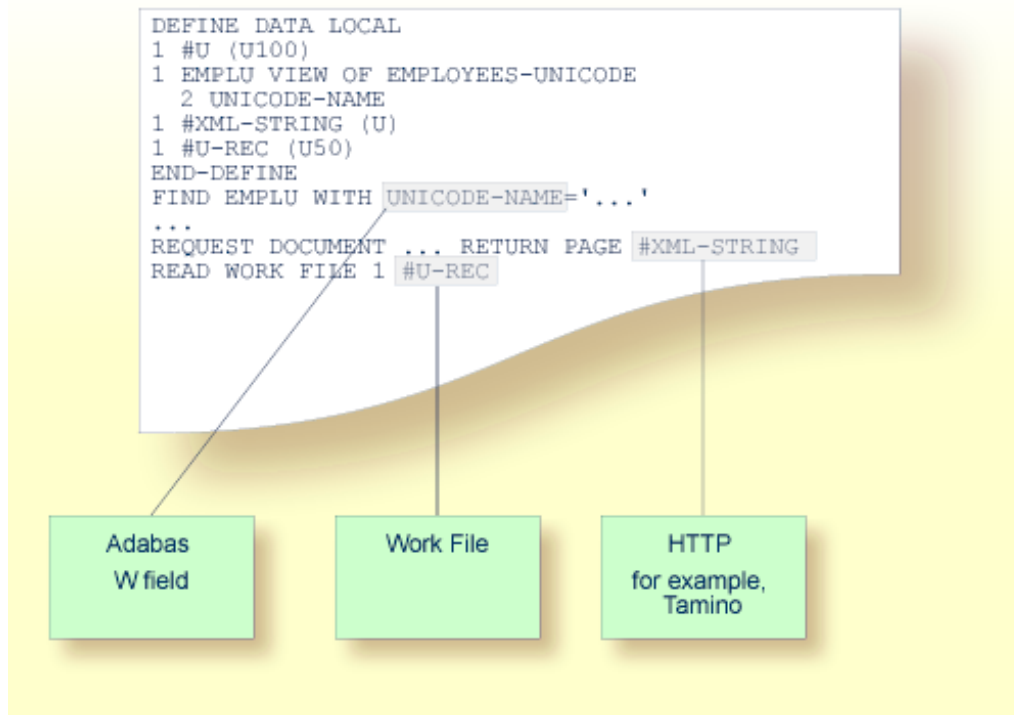 DEFINE DATA LOCAL
1 #U (U100)
1 EMPLU VIEW OF EMPLOYEES-UNICODE
  2 UNICODE-NAME
1 #XML-STRING (U)
1 #U-REC (U50)
END-DEFINE
FIND EMPLU WITH UNICODE-NAME='...'
...
REQUEST DOCUMENT ... RETURN PAGE #XML-STRING
READ WORK FILE 1 #U-REC
Adabas
W field
Work File
HTTP
for example,
Tamino